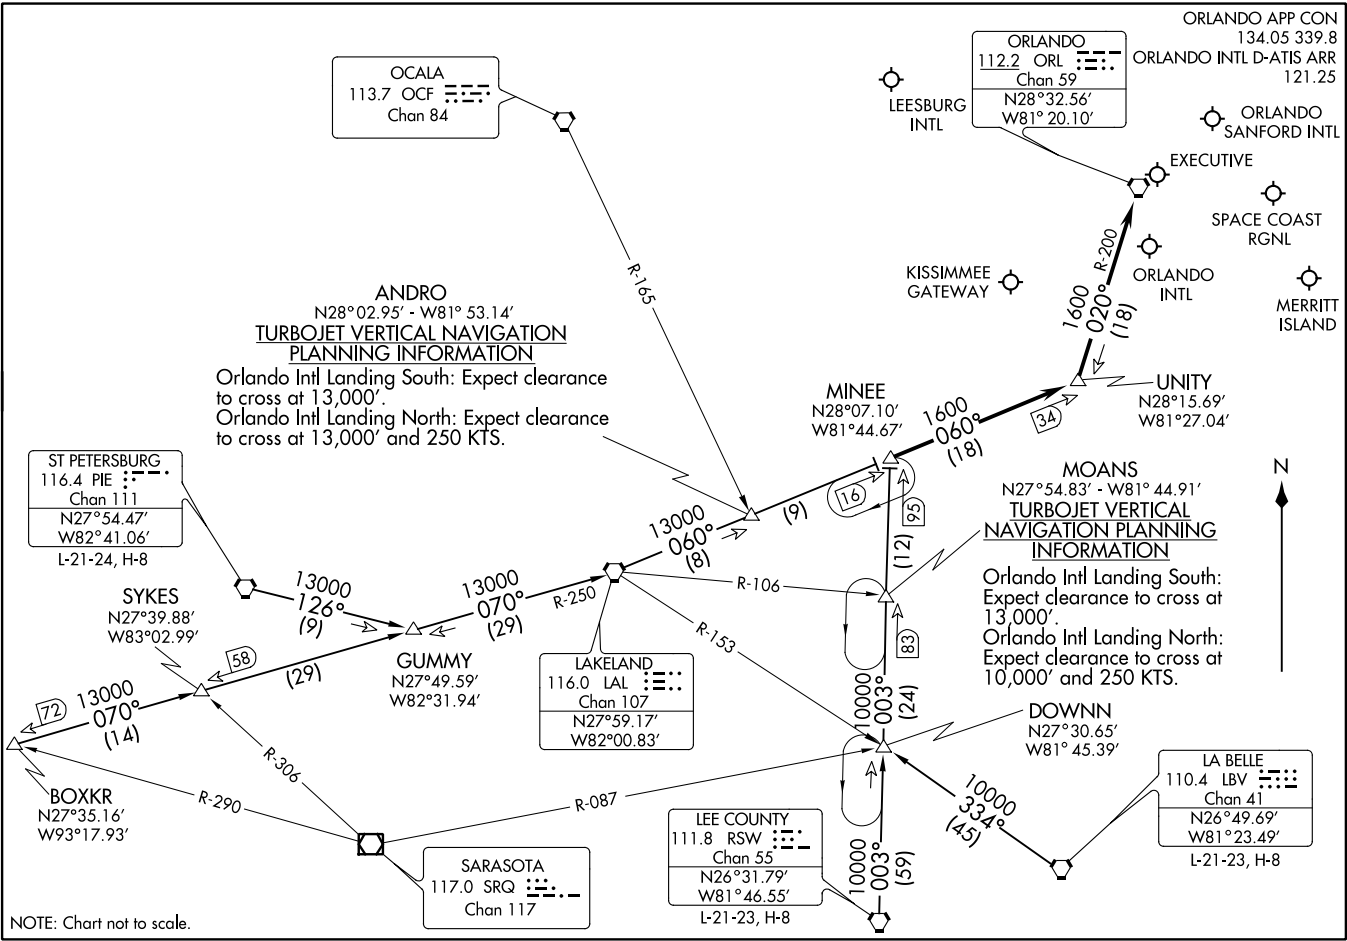 ORLANDO APP CON
134.05 339.8
ORLANDO INTL D-ATIS ARR
121.25
ORLANDO
112.2 ORL
Chan 59
N28°32.56′
W81°20.10′
OCALA
113.7 OCF
Chan 84
LEESBURG
INTL
ORLANDO
SANFORD INTL
EXECUTIVE
SPACE COAST
RGNL
KISSIMMEE
GATEWAY
ORLANDO
INTL
MERRITT
ISLAND
R-200
1600
020°
(18)
R-165
ANDRO
N28°02.95′ - W81°53.14′
TURBOJET VERTICAL NAVIGATION
PLANNING INFORMATION
Orlando Intl Landing South: Expect clearance
to cross at 13,000′.
Orlando Intl Landing North: Expect clearance
to cross at 13,000′ and 250 KTS.
MINEE
N28°07.10′
W81°44.67′
UNITY
N28°15.69′
W81°27.04′
1600
060°
(18)
34
ST PETERSBURG
116.4 PIE
Chan 111
N27°54.47′
W82°41.06′
L-21-24, H-8
16
95
(9)
(12)
13000
060°
(8)
MOANS
N27°54.83′ - W81°44.91′
TURBOJET VERTICAL
NAVIGATION PLANNING
INFORMATION
Orlando Intl Landing South:
Expect clearance to cross at
13,000′.
Orlando Intl Landing North:
Expect clearance to cross at
10,000′ and 250 KTS.
N
SYKES
N27°39.88′
W83°02.99′
13000
126°
(9)
13000
070°
(29)
R-250
R-106
R-153
83
58
(29)
GUMMY
N27°49.59′
W82°31.94′
LAKELAND
116.0 LAL
Chan 107
N27°59.17′
W82°00.83′
72
13000
070°
(14)
10000
003°
(24)
DOWNN
N27°30.65′
W81°45.39′
BOXKR
N27°35.16′
W93°17.93′
R-306
R-290
R-087
LA BELLE
110.4 LBV
Chan 41
N26°49.69′
W81°23.49′
L-21-23, H-8
10000
334°
(45)
LEE COUNTY
111.8 RSW
Chan 55
N26°31.79′
W81°46.55′
L-21-23, H-8
10000
003°
(59)
SARASOTA
117.0 SRQ
Chan 117
NOTE: Chart not to scale.